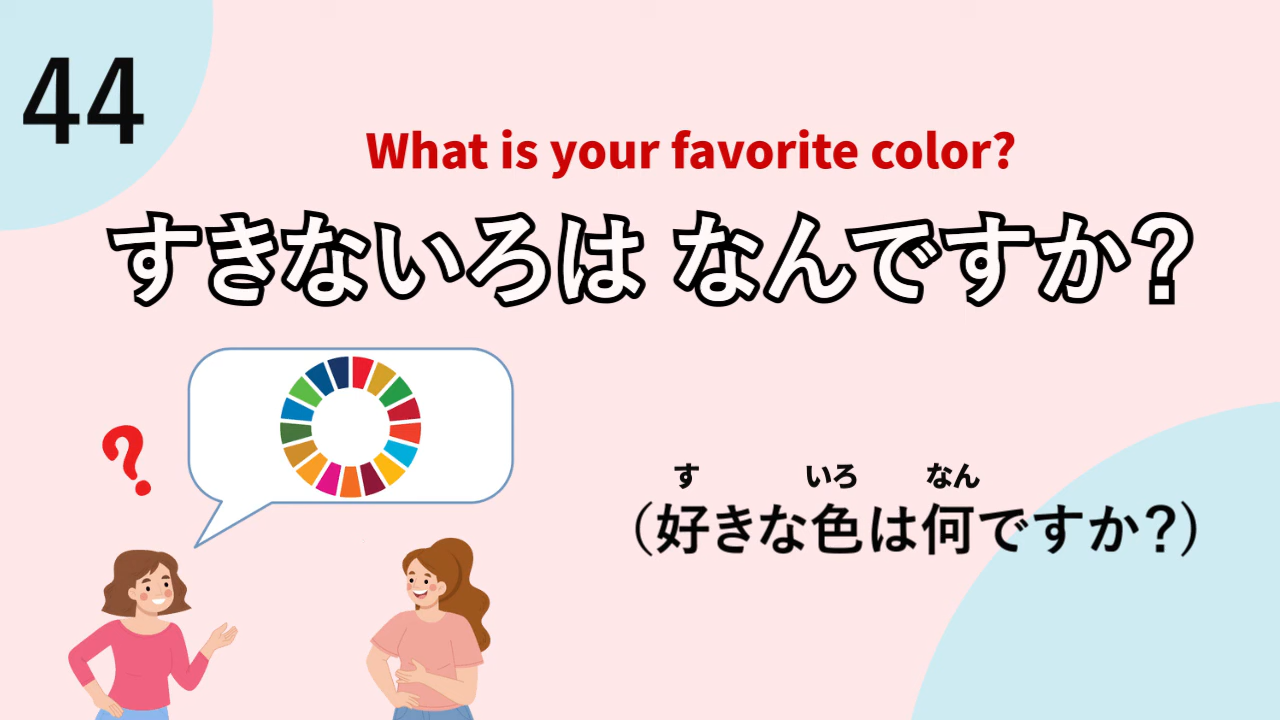 44
What is your favorite color?
すきないろは なんですか?
?
す いろ なん
(好きな色は何ですか?)